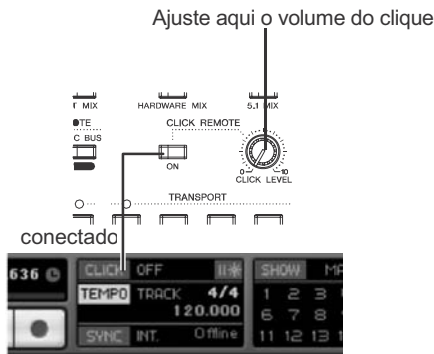 Ajuste aqui o volume do clique
MIX HARDWARE MIX 5.1 MIX
CLICK REMOTE
C BUS
ON
0 10
CLICK LEVEL
TRANSPORT
conectado
636 CLICK OFF SHOW
TEMPO TRACK 4/4 1 2 3
120.000 6 7 8
SYNC INT. Offline 11 12 13